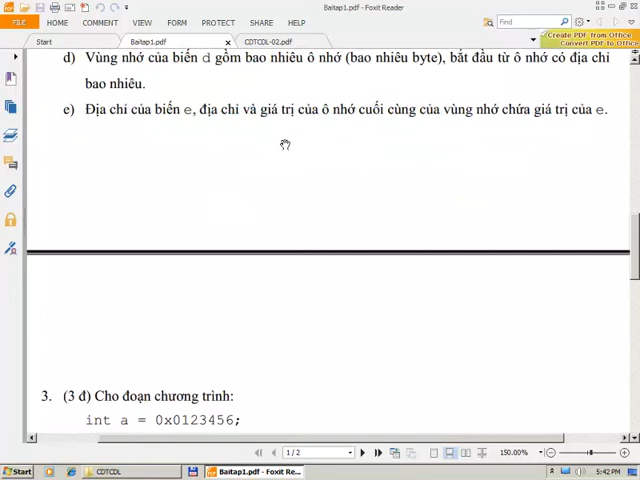 Baitap1.pdf - Foxit Reader
FILE HOME COMMENT VIEW FORM PROTECT SHARE HELP Find
Start Baitap1.pdf CDTCDL-02.pdf
Create PDF from Office
Convert PDF to Office
d) Vùng nhớ của biến d gồm bao nhiêu ô nhớ (bao nhiêu byte), bắt đầu từ ô nhớ có địa chỉ
bao nhiêu.
e) Địa chỉ của biến e, địa chỉ và giá trị của ô nhớ cuối cùng của vùng nhớ chứa giá trị của e.
3. (3 đ) Cho đoạn chương trình:
int a = 0x0123456;
1 / 2 150.00%
Start CDTCDL Baitap1.pdf - Foxit Re... 5:42 PM